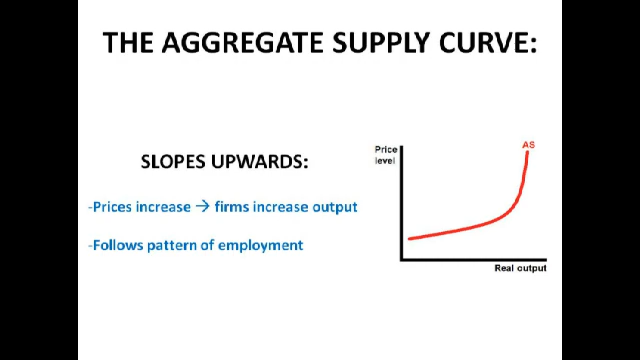 THE AGGREGATE SUPPLY CURVE:
SLOPES UPWARDS:
-Prices increase → firms increase output
-Follows pattern of employment
Price
level
AS
Real output